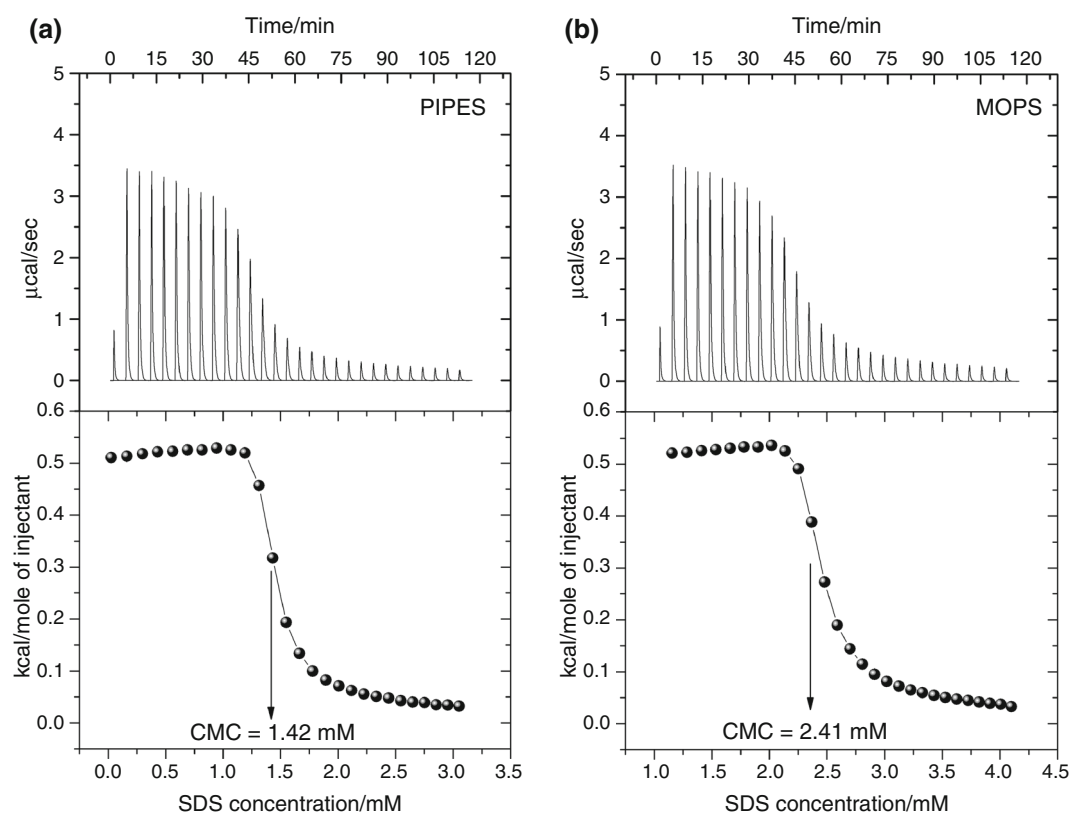 (a)
Time/min
0 15 30 45 60 75 90 105 120
5
4
3
2
1
0
µcal/sec
PIPES
0.6
0.5
0.4
0.3
0.2
0.1
0.0
kcal/mole of injectant
CMC = 1.42 mM
0.0 0.5 1.0 1.5 2.0 2.5 3.0 3.5
SDS concentration/mM
(b)
Time/min
0 15 30 45 60 75 90 105 120
5
4
3
2
1
0
µcal/sec
MOPS
0.6
0.5
0.4
0.3
0.2
0.1
0.0
kcal/mole of injectant
CMC = 2.41 mM
1.0 1.5 2.0 2.5 3.0 3.5 4.0 4.5
SDS concentration/mM